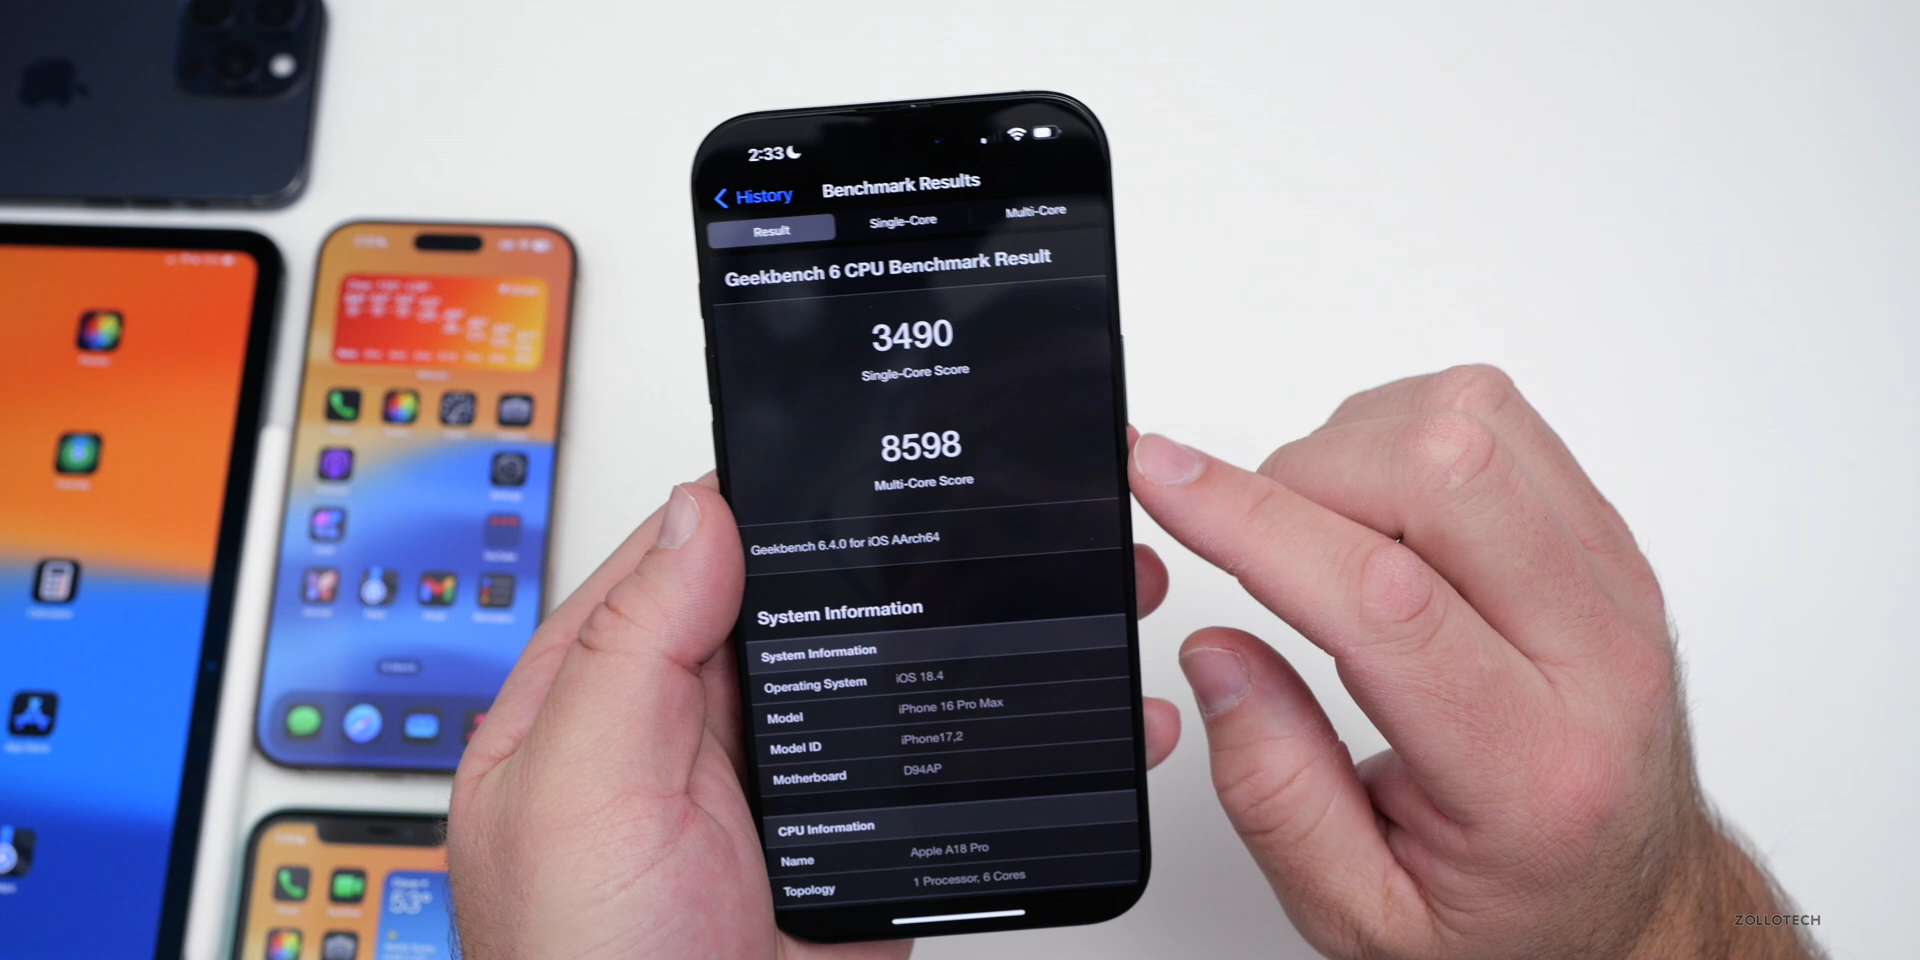 2:33
History
Benchmark Results
Result
Single-Core
Multi-Core
Geekbench 6 CPU Benchmark Result
3490
Single-Core Score
8598
Multi-Core Score
Geekbench 6.4.0 for iOS AArch64
System Information
System Information
Operating System iOS 18.4
Model iPhone 16 Pro Max
Model ID iPhone17,2
Motherboard D94AP
CPU Information
Name Apple A18 Pro
Topology 1 Processor, 6 Cores
53°
ZOLLOTECH